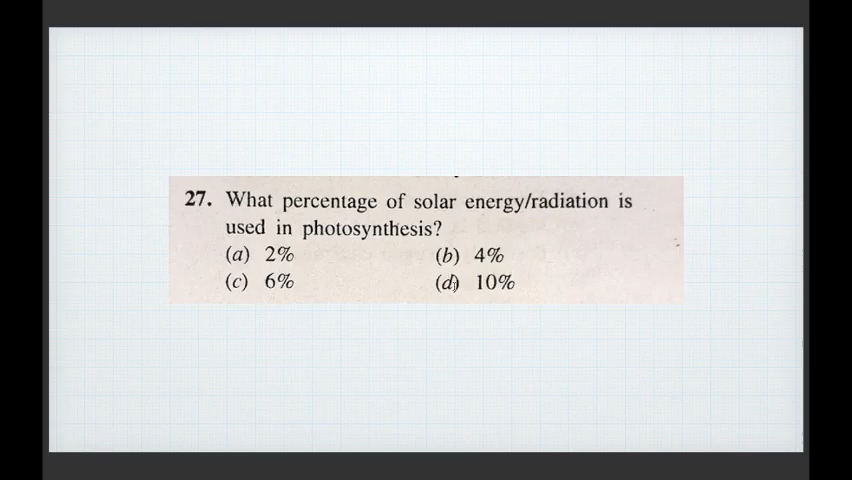 27. What percentage of solar energy/radiation is
used in photosynthesis?
(a) 2% (b) 4%
(c) 6% (d) 10%